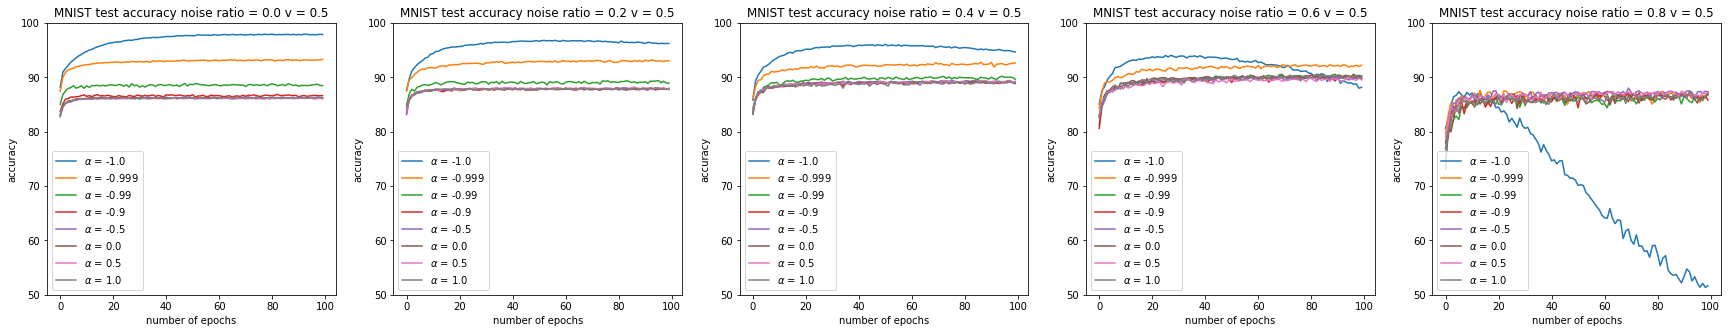 MNIST test accuracy noise ratio = 0.0 v = 0.5
100
90
80
70
60
50
accuracy
α = -1.0
α = -0.999
α = -0.99
α = -0.9
α = -0.5
α = 0.0
α = 0.5
α = 1.0
0 20 40 60 80 100
number of epochs
MNIST test accuracy noise ratio = 0.2 v = 0.5
100
90
80
70
60
50
accuracy
α = -1.0
α = -0.999
α = -0.99
α = -0.9
α = -0.5
α = 0.0
α = 0.5
α = 1.0
0 20 40 60 80 100
number of epochs
MNIST test accuracy noise ratio = 0.4 v = 0.5
100
90
80
70
60
50
accuracy
α = -1.0
α = -0.999
α = -0.99
α = -0.9
α = -0.5
α = 0.0
α = 0.5
α = 1.0
0 20 40 60 80 100
number of epochs
MNIST test accuracy noise ratio = 0.6 v = 0.5
100
90
80
70
60
50
accuracy
α = -1.0
α = -0.999
α = -0.99
α = -0.9
α = -0.5
α = 0.0
α = 0.5
α = 1.0
0 20 40 60 80 100
number of epochs
MNIST test accuracy noise ratio = 0.8 v = 0.5
100
90
80
70
60
50
accuracy
α = -1.0
α = -0.999
α = -0.99
α = -0.9
α = -0.5
α = 0.0
α = 0.5
α = 1.0
0 20 40 60 80 100
number of epochs